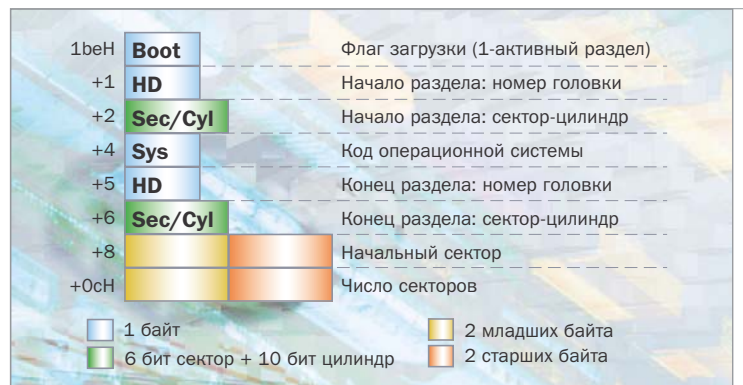 1beH Boot Флаг загрузки (1-активный раздел)
+1 HD Начало раздела: номер головки
+2 Sec/Cyl Начало раздела: сектор-цилиндр
+4 Sys Код операционной системы
+5 HD Конец раздела: номер головки
+6 Sec/Cyl Конец раздела: сектор-цилиндр
+8 Начальный сектор
+0cH Число секторов
1 байт 2 младших байта
6 бит сектор + 10 бит цилиндр 2 старших байта